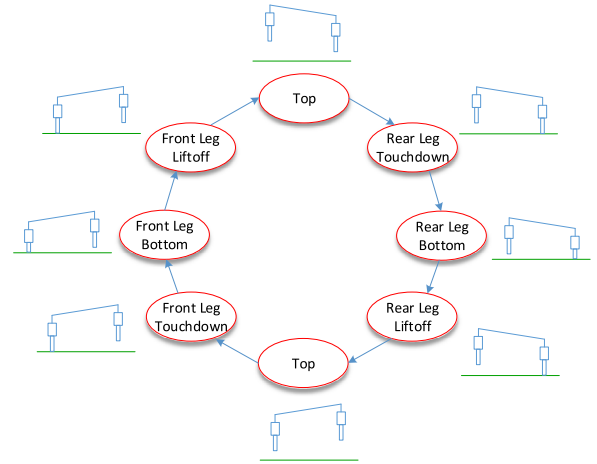 Top
Front Leg
Liftoff
Rear Leg
Touchdown
Front Leg
Bottom
Rear Leg
Bottom
Front Leg
Touchdown
Rear Leg
Liftoff
Top